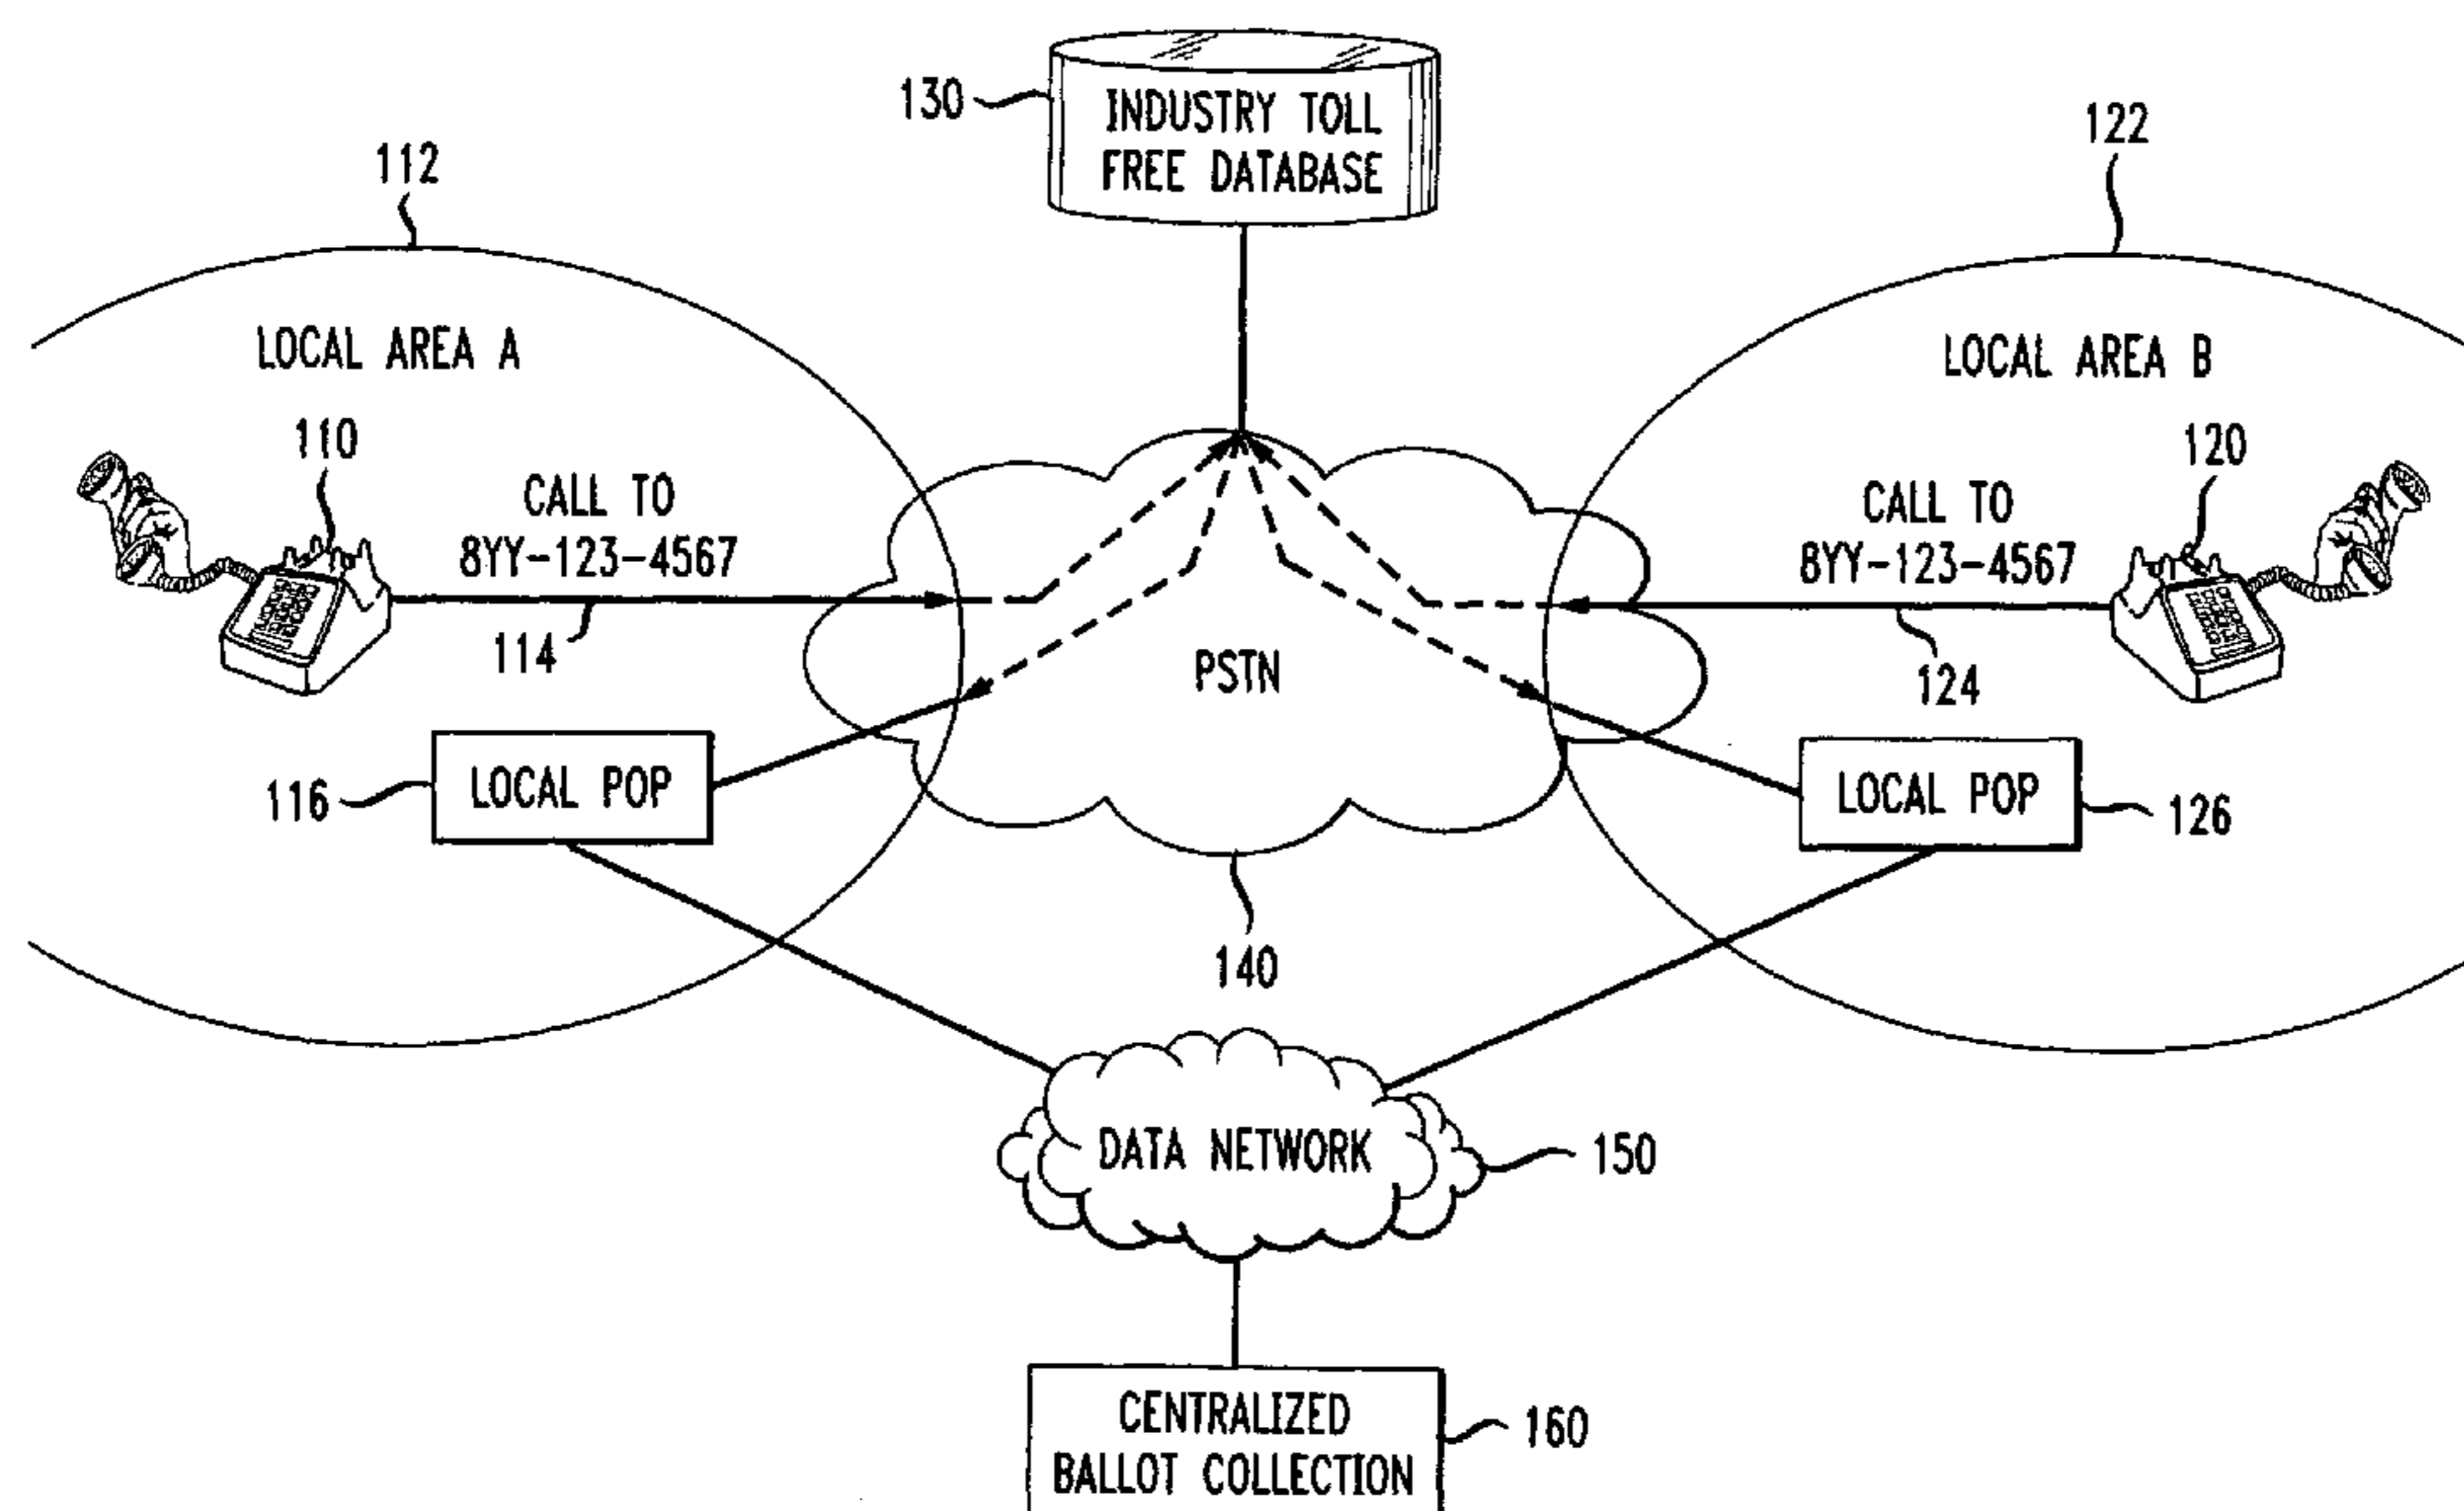 130
INDUSTRY TOLL
FREE DATABASE
112
122
LOCAL AREA A
LOCAL AREA B
110
CALL TO
8YY-123-4567
114
120
CALL TO
8YY-123-4567
124
PSTN
116
LOCAL POP
LOCAL POP
126
140
DATA NETWORK
150
CENTRALIZED
BALLOT COLLECTION
160